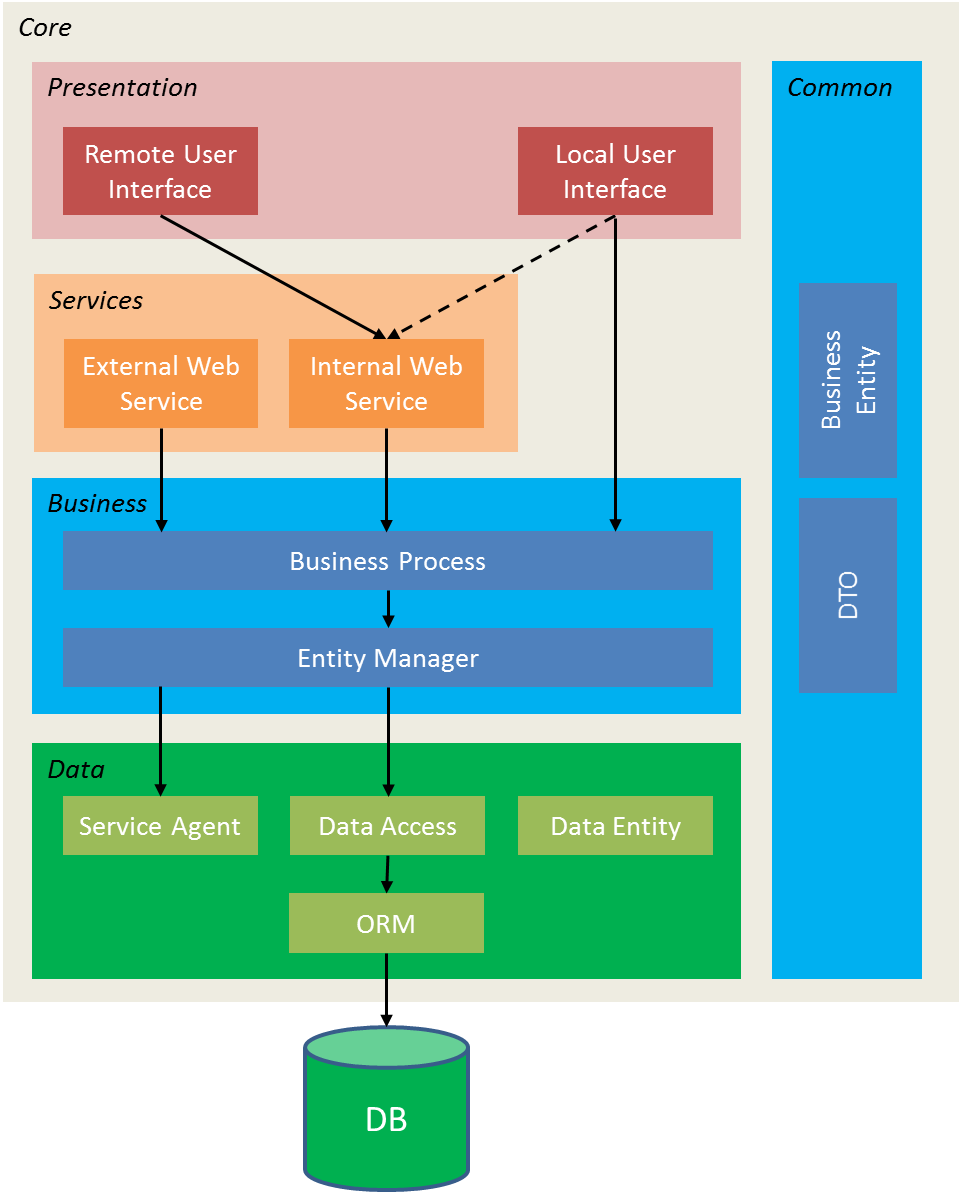 Core
Presentation
Common
Remote User
Interface
Local User
Interface
Services
External Web
Service
Internal Web
Service
Business
Entity
Business
Business Process
DTO
Entity Manager
Data
Service Agent
Data Access
Data Entity
ORM
DB